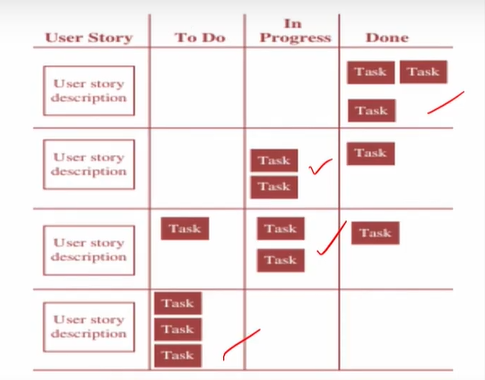 User Story To Do In Progress Done
User story description
Task Task
Task
User story description
Task
Task
Task
User story description
Task
Task
Task
Task
User story description
Task
Task
Task